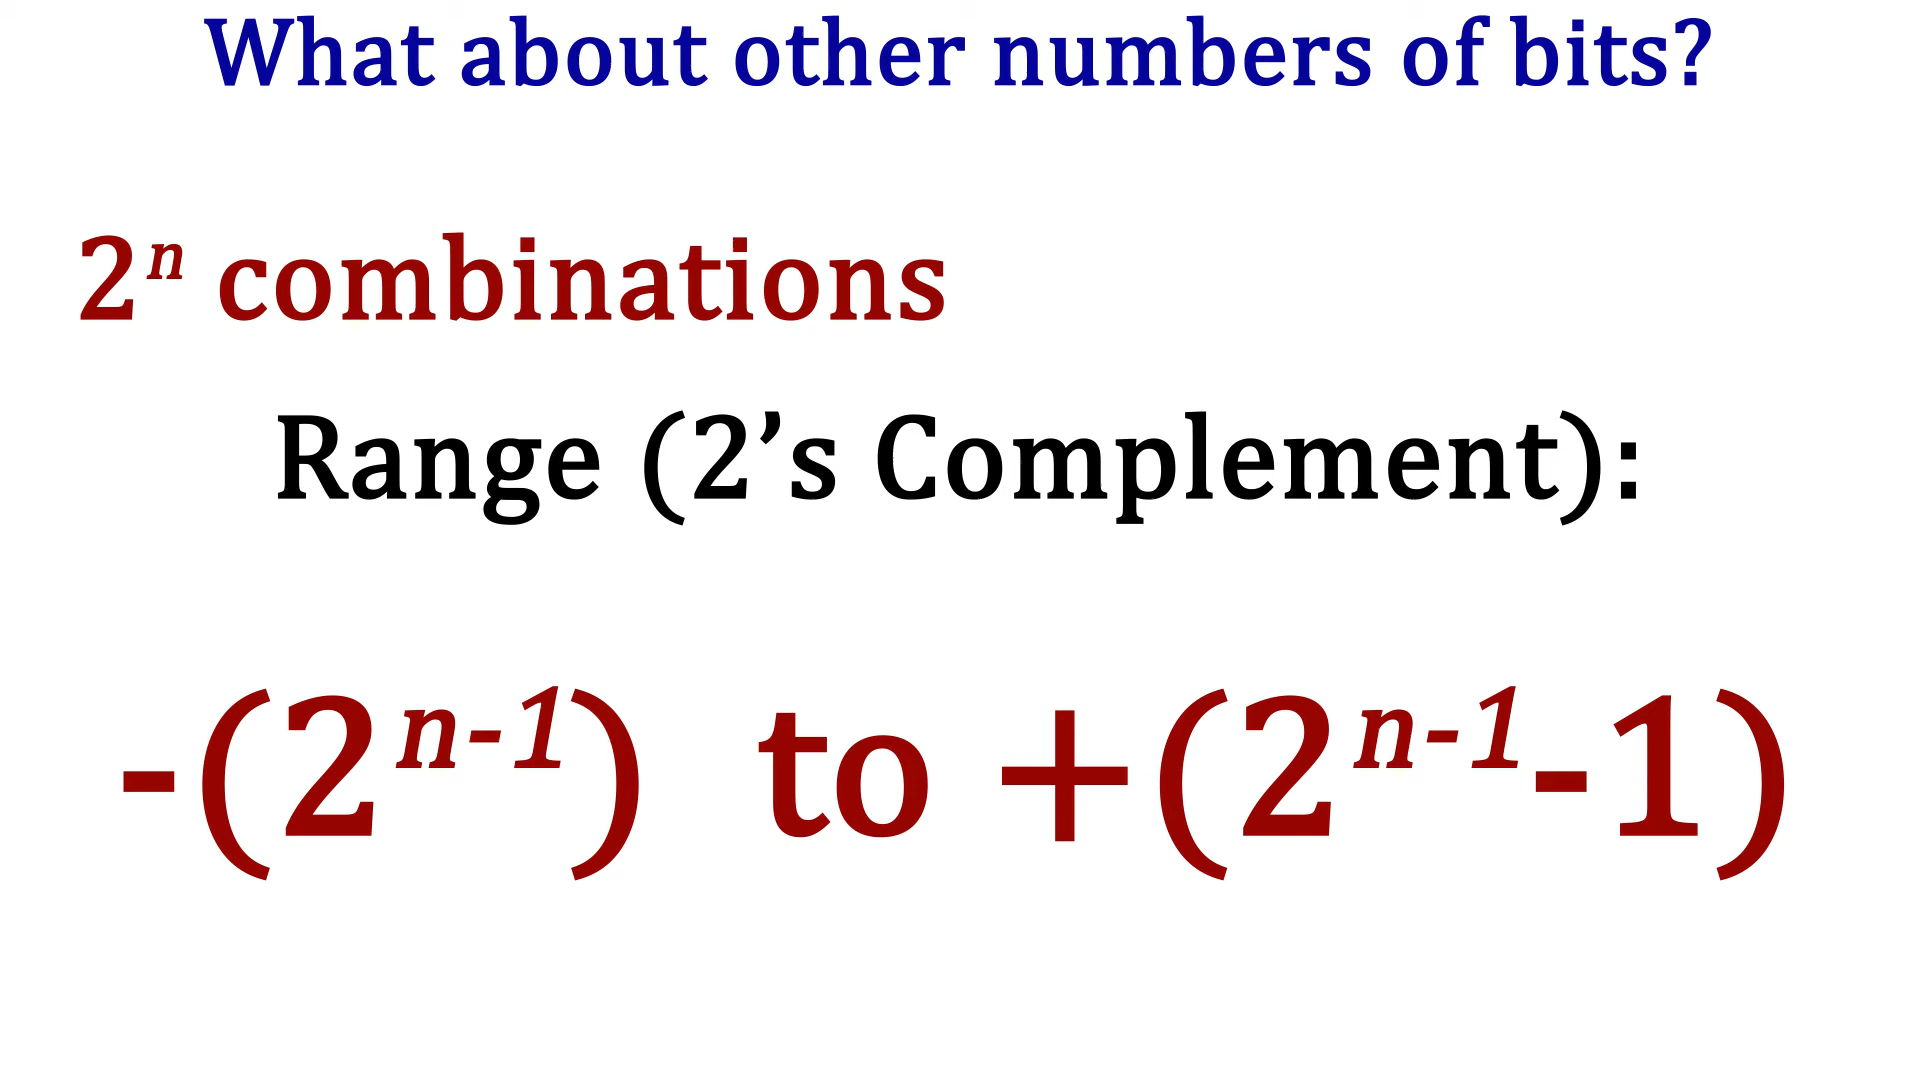 What about other numbers of bits?
2ⁿ combinations
Range (2’s Complement):
-(2ⁿ⁻¹) to +(2ⁿ⁻¹-1)